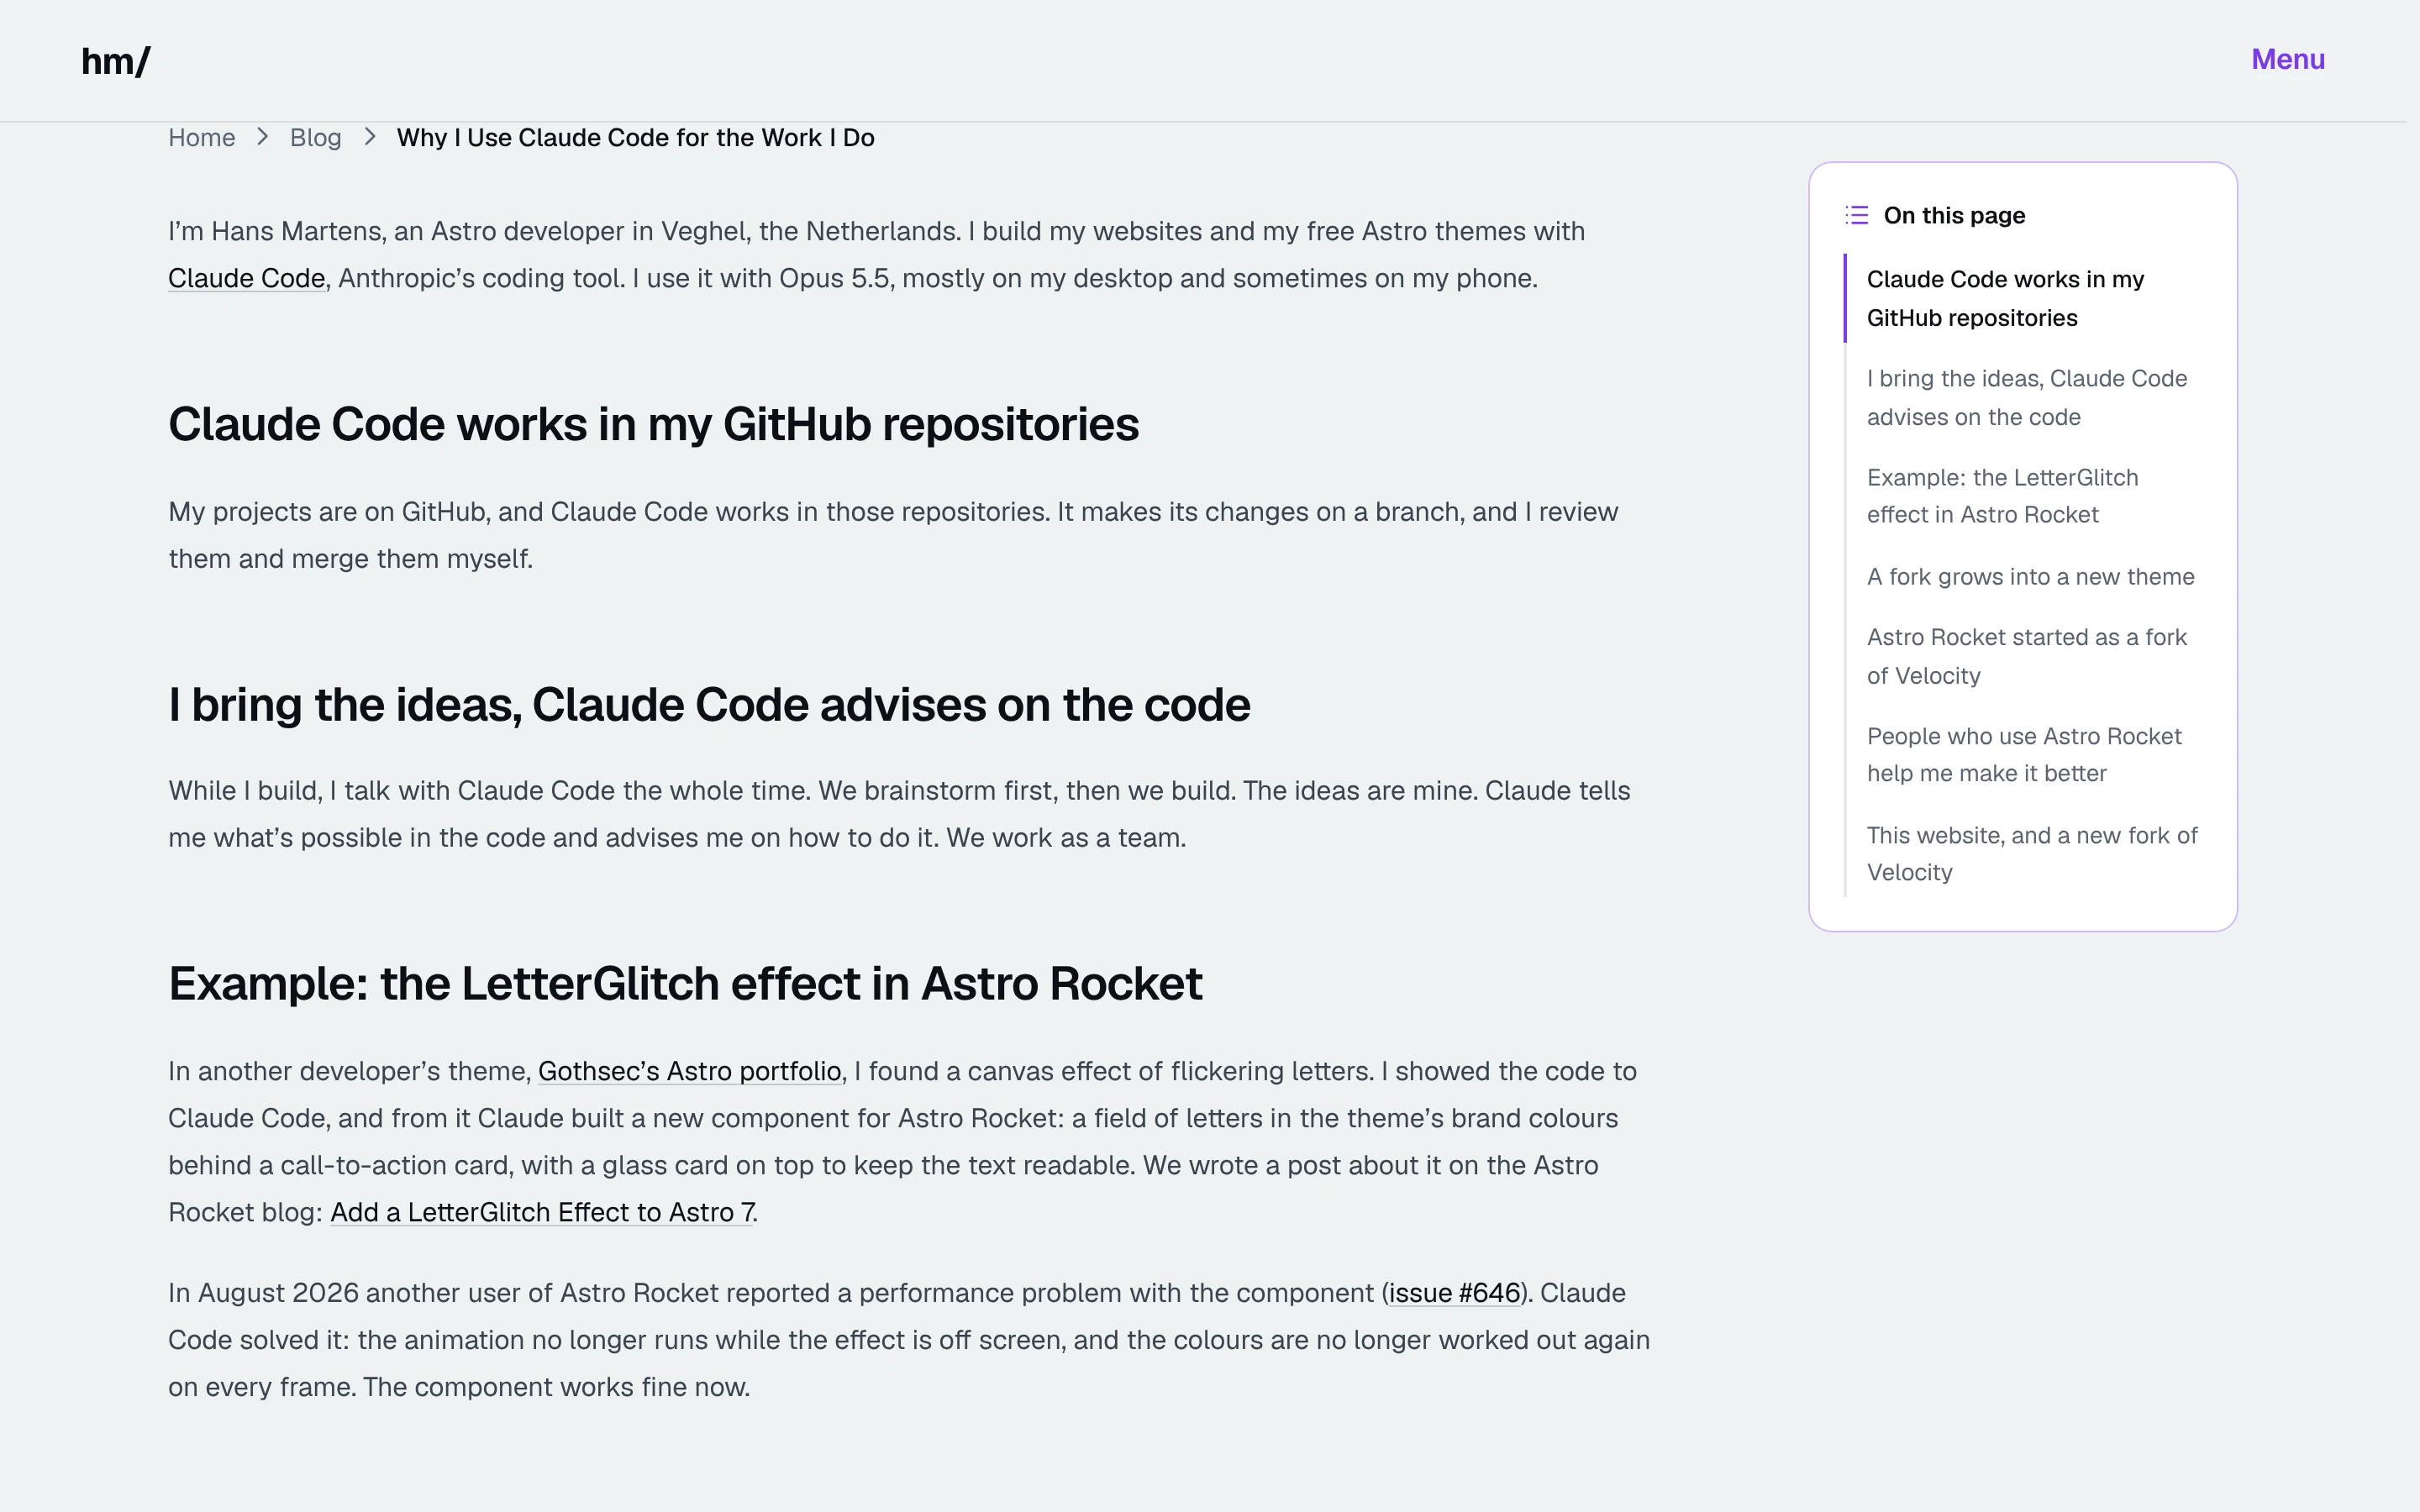 hm/
Menu
Home > Blog > Why I Use Claude Code for the Work I Do
I’m Hans Martens, an Astro developer in Veghel, the Netherlands. I build my websites and my free Astro themes with
Claude Code, Anthropic’s coding tool. I use it with Opus 5.5, mostly on my desktop and sometimes on my phone.
Claude Code works in my GitHub repositories
My projects are on GitHub, and Claude Code works in those repositories. It makes its changes on a branch, and I review
them and merge them myself.
I bring the ideas, Claude Code advises on the code
While I build, I talk with Claude Code the whole time. We brainstorm first, then we build. The ideas are mine. Claude tells
me what’s possible in the code and advises me on how to do it. We work as a team.
Example: the LetterGlitch effect in Astro Rocket
In another developer’s theme, Gothsec’s Astro portfolio, I found a canvas effect of flickering letters. I showed the code to
Claude Code, and from it Claude built a new component for Astro Rocket: a field of letters in the theme’s brand colours
behind a call-to-action card, with a glass card on top to keep the text readable. We wrote a post about it on the Astro
Rocket blog: Add a LetterGlitch Effect to Astro 7.
In August 2026 another user of Astro Rocket reported a performance problem with the component (issue #646). Claude
Code solved it: the animation no longer runs while the effect is off screen, and the colours are no longer worked out again
on every frame. The component works fine now.
On this page
Claude Code works in my
GitHub repositories
I bring the ideas, Claude Code
advises on the code
Example: the LetterGlitch
effect in Astro Rocket
A fork grows into a new theme
Astro Rocket started as a fork
of Velocity
People who use Astro Rocket
help me make it better
This website, and a new fork of
Velocity